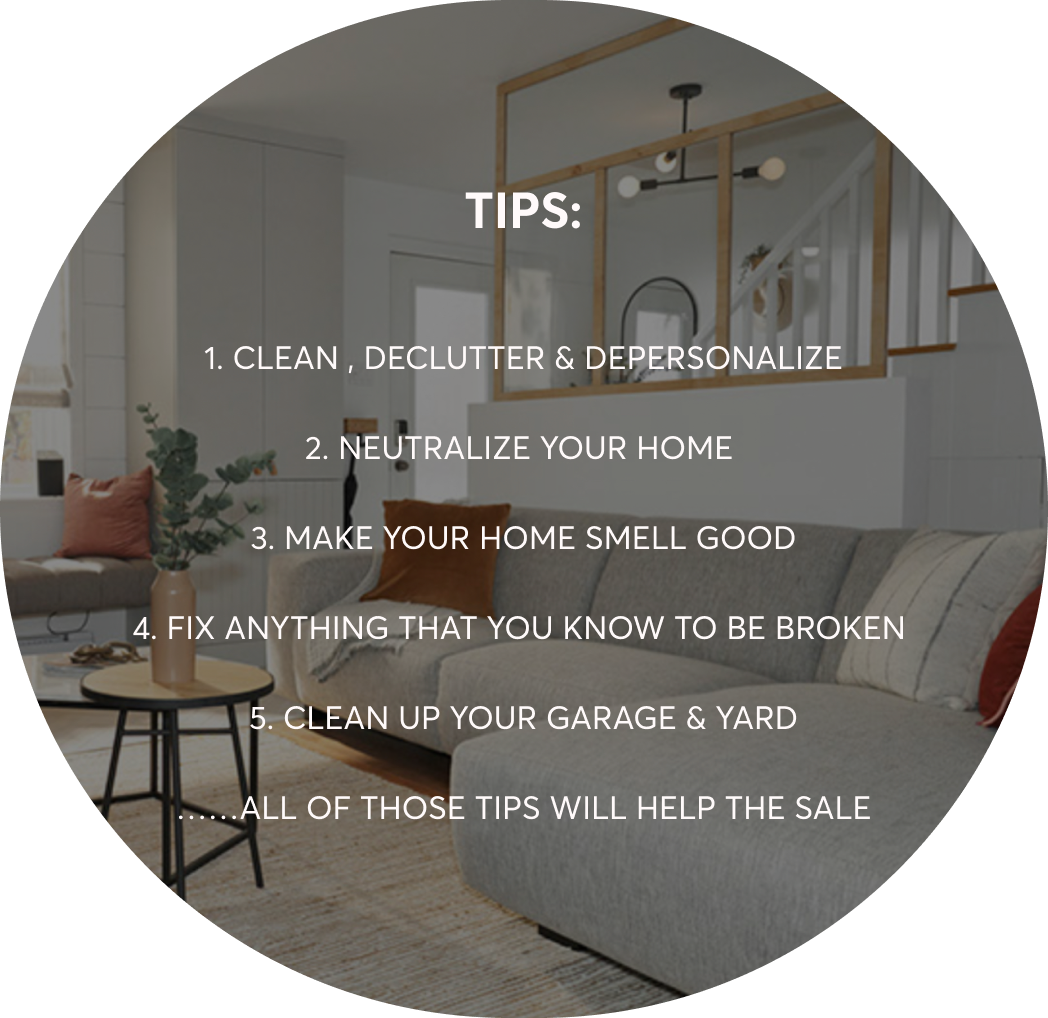 TIPS:
1. CLEAN , DECLUTTER & DEPERSONALIZE
2. NEUTRALIZE YOUR HOME
3. MAKE YOUR HOME SMELL GOOD
4. FIX ANYTHING THAT YOU KNOW TO BE BROKEN
5. CLEAN UP YOUR GARAGE & YARD
......ALL OF THOSE TIPS WILL HELP THE SALE